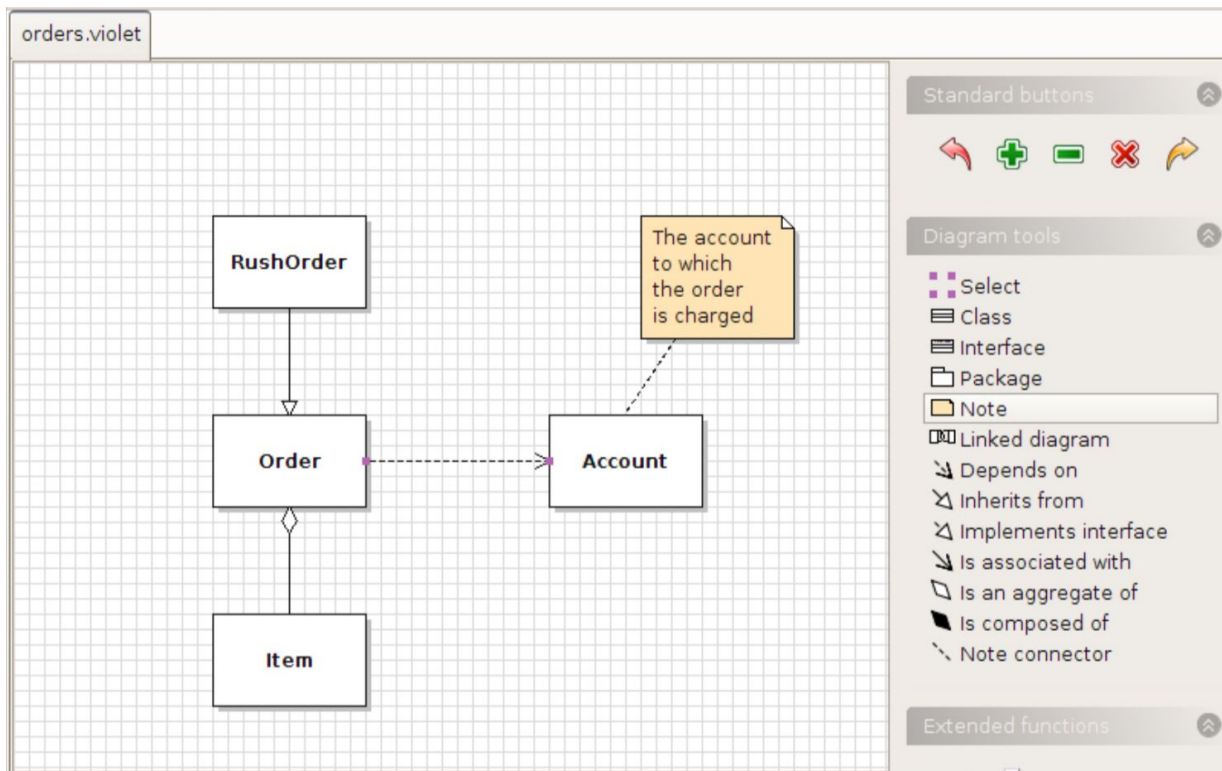 orders.violet
RushOrder
The account
to which
the order
is charged
Order
Account
Item
Standard buttons
Diagram tools
Select
Class
Interface
Package
Note
Linked diagram
Depends on
Inherits from
Implements interface
Is associated with
Is an aggregate of
Is composed of
Note connector
Extended functions